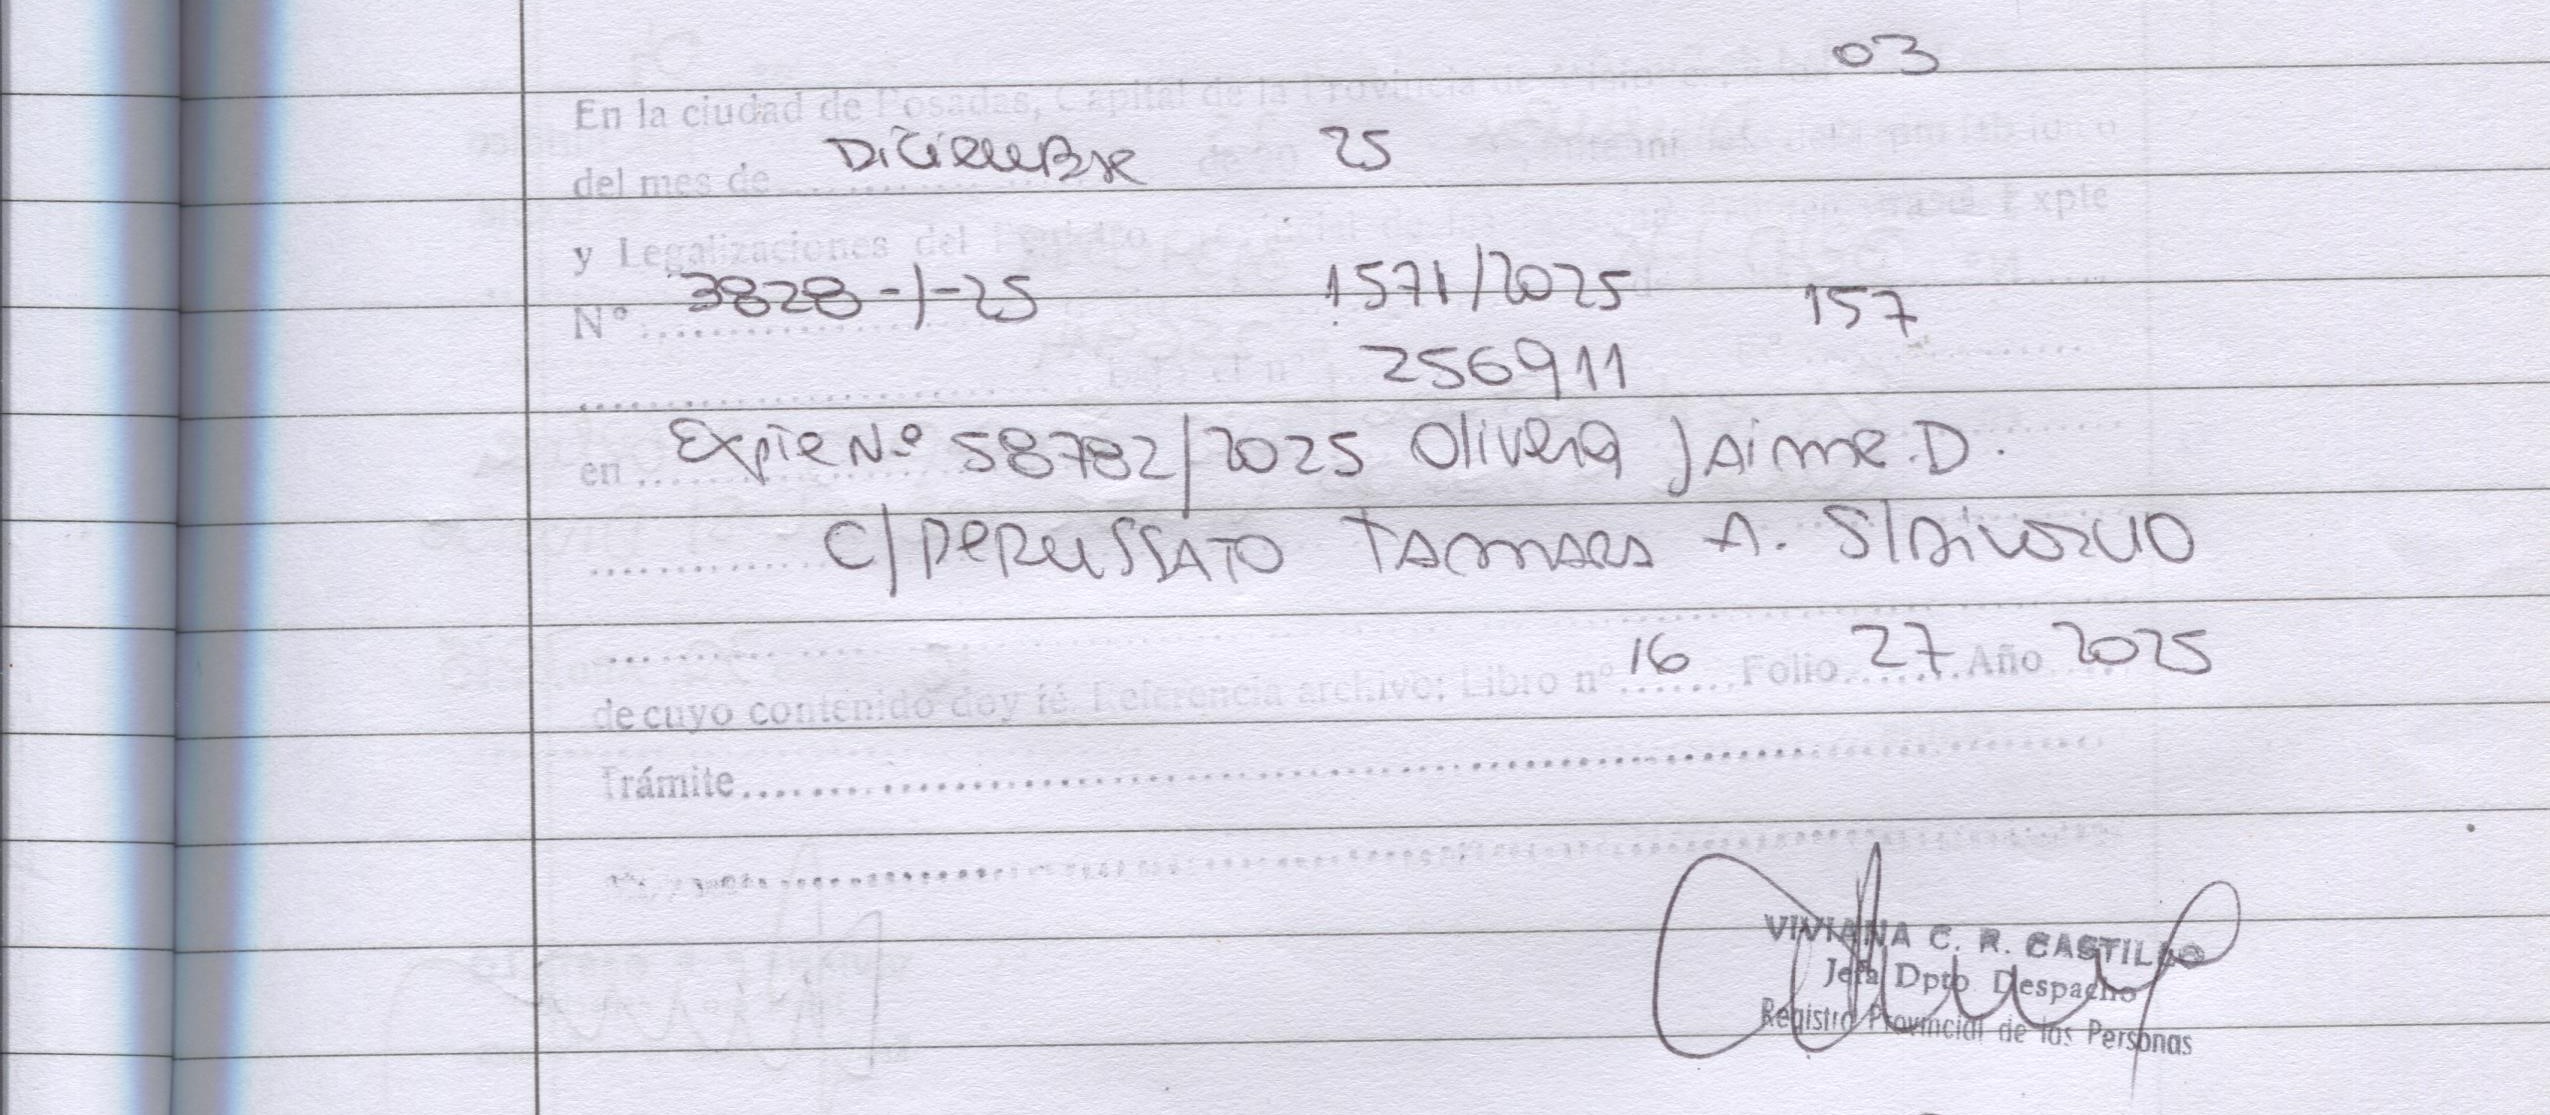 03
En la ciudad de Posadas, Capital de la Provincia de
del mes de Diciembre de 20 25
y Legalizaciones del Expte
N° 3828-/-25 1571/2025 157
256911
en Expte N° 58782/2025 Olivera Jaime. D.
C/ PERUSSATO TAMARA A. S/Divorcio
de cuyo contenido doy fé. Referencia archivo: Libro n° 16 Folio 27 Año 2025
Trámite
VIVIANA C. R. CASTILLO
Jefa Dpto Despacho
Registro Provincial de las Personas